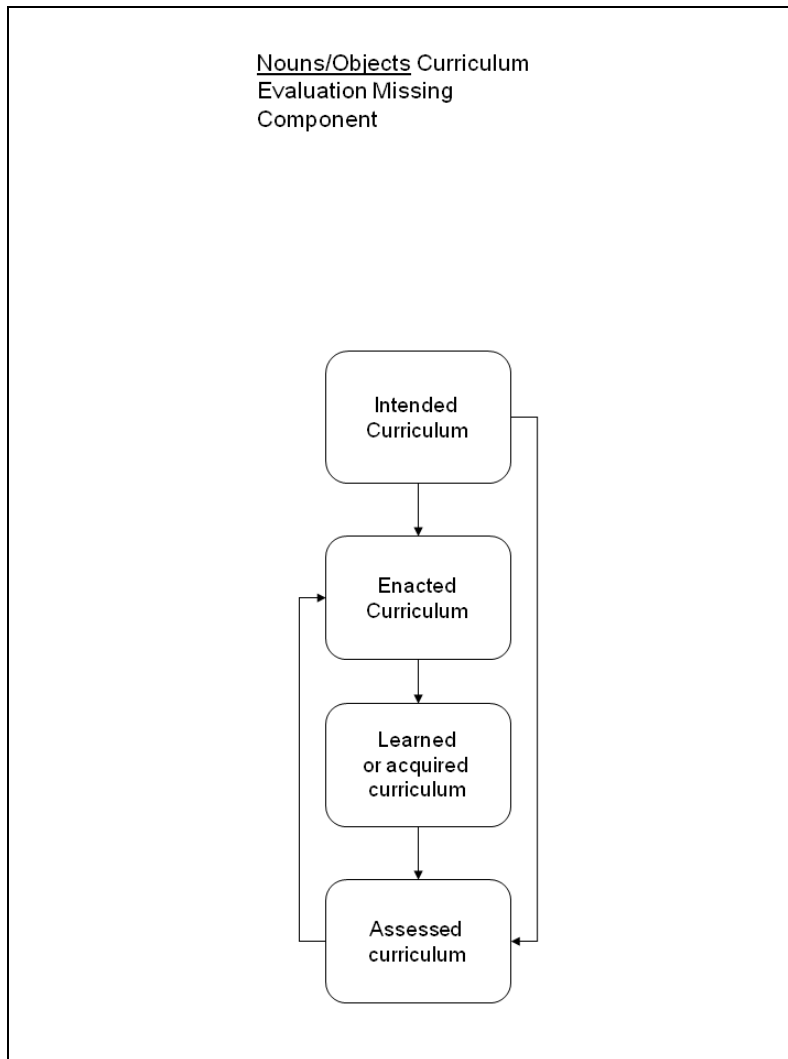 Nouns/Objects Curriculum
Evaluation Missing
Component
Intended
Curriculum
Enacted
Curriculum
Learned
or acquired
curriculum
Assessed
curriculum